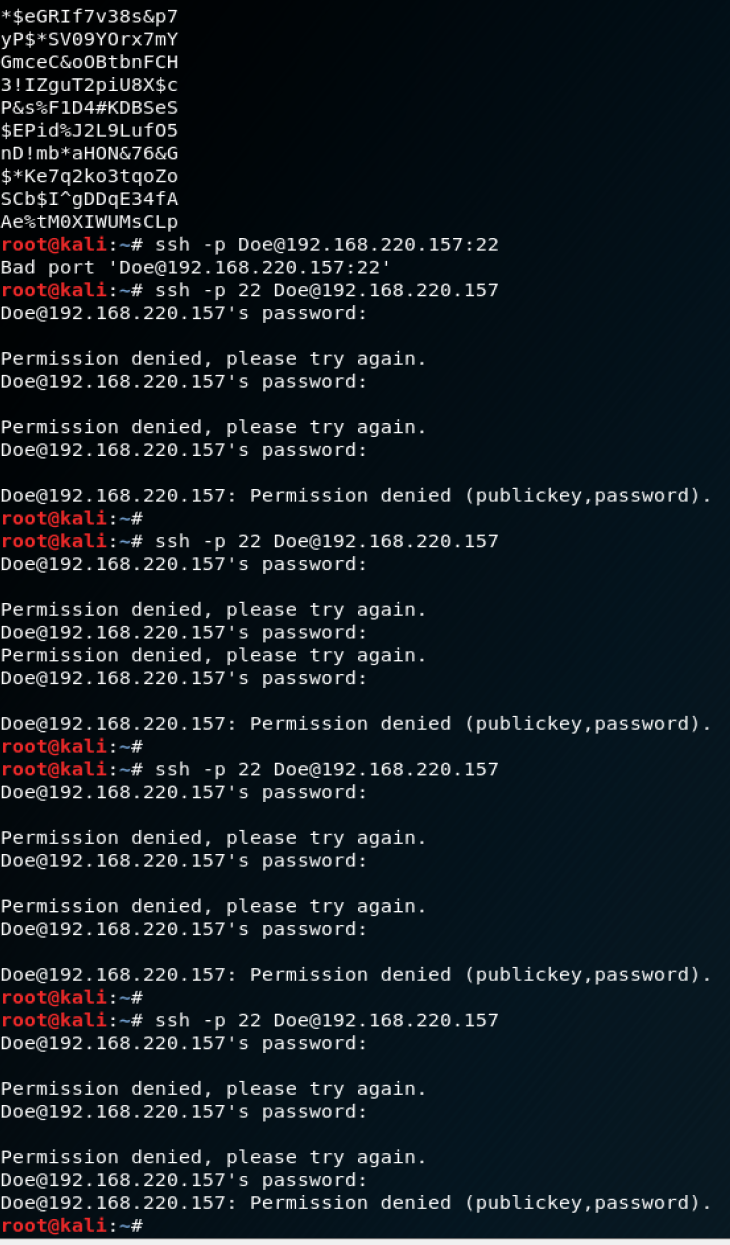 *$eGRIf7v38s&p7
yP$*SV09YOrx7mY
GmceC&oOBtbnFCH
3!IZguT2piU8X$c
P&s%F1D4#KDBSeS
$EPid%J2L9LufO5
nD!mb*aHON&76&G
$*Ke7q2ko3tqoZo
SCb$I^gDDqE34fA
Ae%tM0XIWUMsCLp
root@kali:~# ssh -p Doe@192.168.220.157:22
Bad port 'Doe@192.168.220.157:22'
root@kali:~# ssh -p 22 Doe@192.168.220.157
Doe@192.168.220.157's password:
Permission denied, please try again.
Doe@192.168.220.157's password:
Permission denied, please try again.
Doe@192.168.220.157's password:
Doe@192.168.220.157: Permission denied (publickey,password).
root@kali:~#
root@kali:~# ssh -p 22 Doe@192.168.220.157
Doe@192.168.220.157's password:
Permission denied, please try again.
Doe@192.168.220.157's password:
Permission denied, please try again.
Doe@192.168.220.157's password:
Doe@192.168.220.157: Permission denied (publickey,password).
root@kali:~#
root@kali:~# ssh -p 22 Doe@192.168.220.157
Doe@192.168.220.157's password:
Permission denied, please try again.
Doe@192.168.220.157's password:
Permission denied, please try again.
Doe@192.168.220.157's password:
Doe@192.168.220.157: Permission denied (publickey,password).
root@kali:~#
root@kali:~# ssh -p 22 Doe@192.168.220.157
Doe@192.168.220.157's password:
Permission denied, please try again.
Doe@192.168.220.157's password:
Permission denied, please try again.
Doe@192.168.220.157's password:
Doe@192.168.220.157: Permission denied (publickey,password).
root@kali:~#